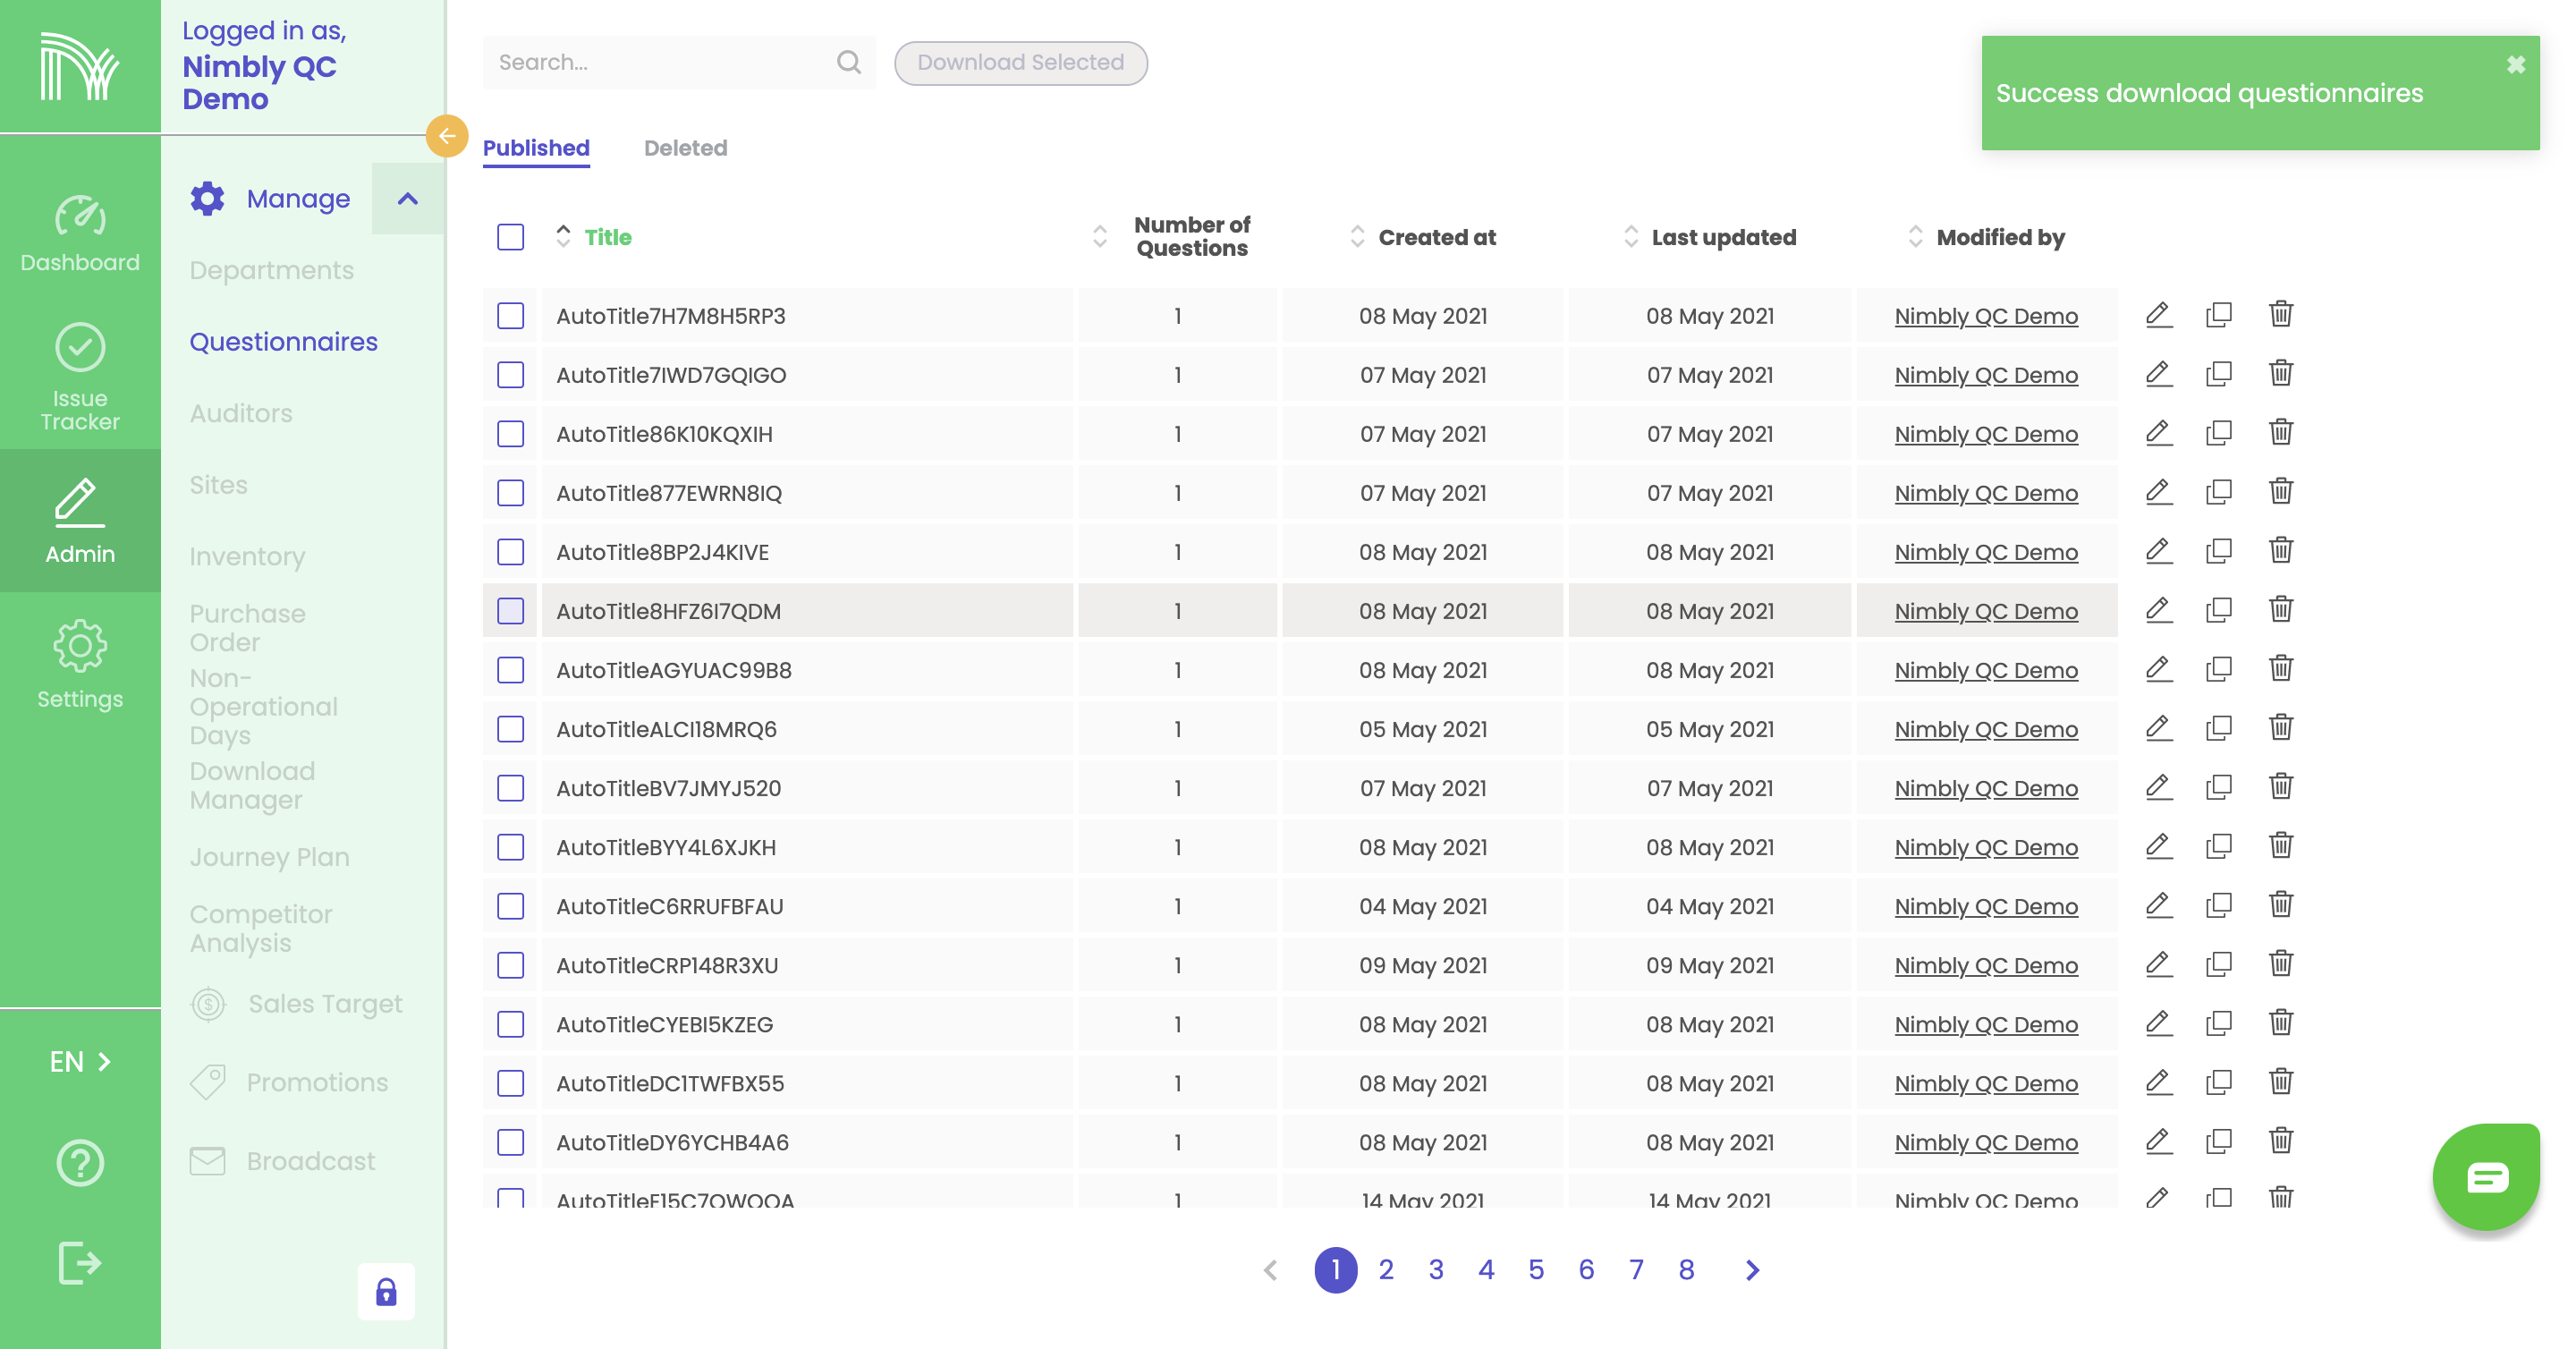 Logged in as,
Nimbly QC
Demo
Search...
Download Selected
Success download questionnaires
Published Deleted
Manage
Departments
Questionnaires
Auditors
Sites
Inventory
Purchase
Order
Non-
Operational
Days
Download
Manager
Journey Plan
Competitor
Analysis
Sales Target
Promotions
Broadcast
Dashboard
Issue
Tracker
Admin
Settings
EN
Title Number of Questions Created at Last updated Modified by
AutoTitle7H7M8H5RP3 1 08 May 2021 08 May 2021 Nimbly QC Demo
AutoTitle7IWD7GQIGO 1 07 May 2021 07 May 2021 Nimbly QC Demo
AutoTitle86K10KQXIH 1 07 May 2021 07 May 2021 Nimbly QC Demo
AutoTitle877EWRN8IQ 1 07 May 2021 07 May 2021 Nimbly QC Demo
AutoTitle8BP2J4KIVE 1 08 May 2021 08 May 2021 Nimbly QC Demo
AutoTitle8HFZ6I7QDM 1 08 May 2021 08 May 2021 Nimbly QC Demo
AutoTitleAGYUAC99B8 1 08 May 2021 08 May 2021 Nimbly QC Demo
AutoTitleALCI18MRQ6 1 05 May 2021 05 May 2021 Nimbly QC Demo
AutoTitleBV7JMYJ520 1 07 May 2021 07 May 2021 Nimbly QC Demo
AutoTitleBYY4L6XJKH 1 08 May 2021 08 May 2021 Nimbly QC Demo
AutoTitleC6RRUFBFAU 1 04 May 2021 04 May 2021 Nimbly QC Demo
AutoTitleCRP148R3XU 1 09 May 2021 09 May 2021 Nimbly QC Demo
AutoTitleCYEBI5KZEG 1 08 May 2021 08 May 2021 Nimbly QC Demo
AutoTitleDC1TWFBX55 1 08 May 2021 08 May 2021 Nimbly QC Demo
AutoTitleDY6YCHB4A6 1 08 May 2021 08 May 2021 Nimbly QC Demo
1 14 May 2021 14 May 2021 Nimbly QC Demo
1 2 3 4 5 6 7 8